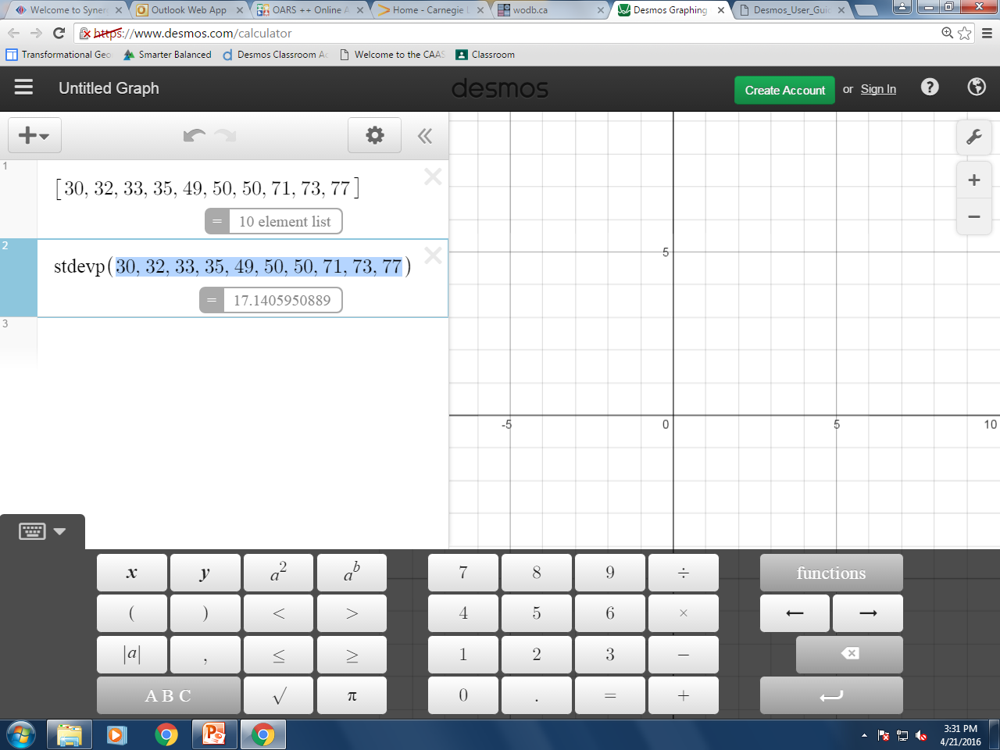 Welcome to Syner
Outlook Web App
OARS ++ Online A
Home - Carnegie L
wodb.ca
Desmos Graphing
Desmos_User_Guid
https://www.desmos.com/calculator
Transformational Geo
Smarter Balanced
Desmos Classroom Ac
Welcome to the CAAS
Classroom
Untitled Graph
desmos
Create Account
or
Sign In
?
1
[30, 32, 33, 35, 49, 50, 50, 71, 73, 77]
= 10 element list
2
stdevp(30, 32, 33, 35, 49, 50, 50, 71, 73, 77)
= 17.1405950889
3
5
-5 0 5 10
x y a² aᵇ 7 8 9 ÷ functions
( ) < > 4 5 6 × ← →
|a| , ≤ ≥ 1 2 3 −
A B C √ π 0 . = +
3:31 PM
4/21/2016